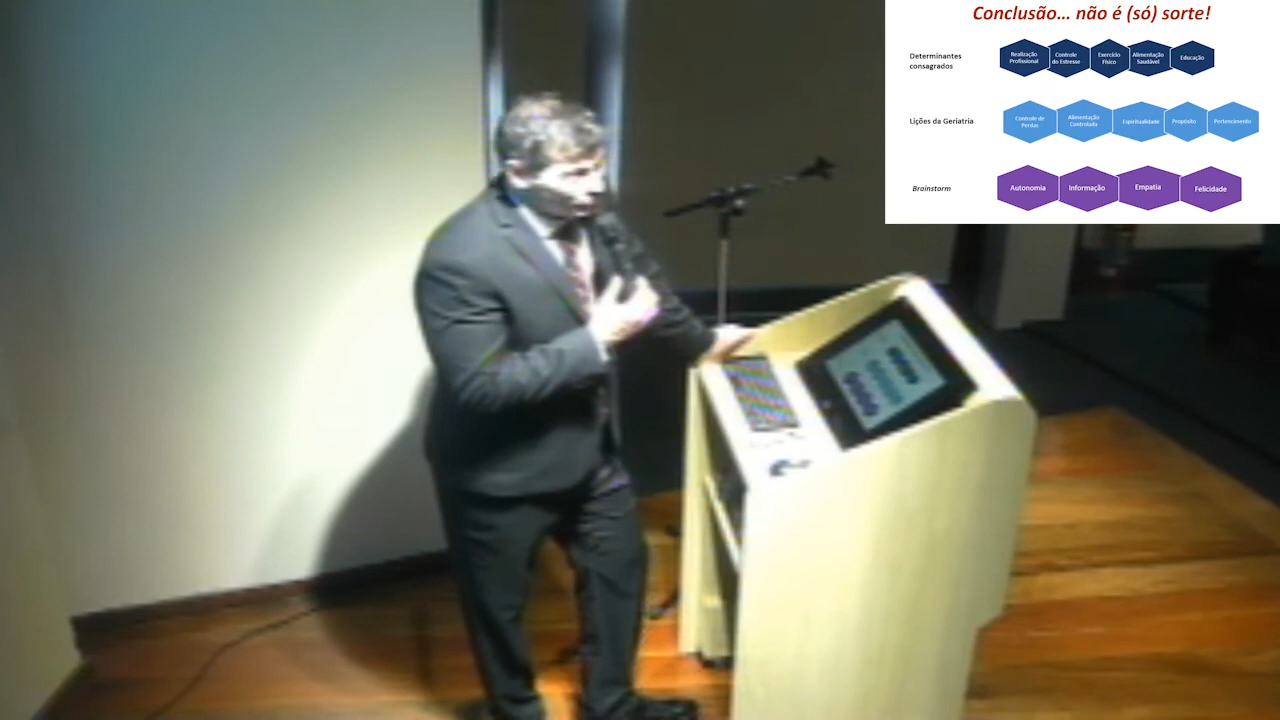 Conclusão... não é (só) sorte!
Determinantes
consagrados
Realização
Profissional
Controle
do Estresse
Exercício
Físico
Alimentação
Saudável
Educação
Lições da Geriatria
Controle de
Perdas
Alimentação
Controlada
Espiritualidade
Propósito
Pertencimento
Brainstorm
Autonomia
Informação
Empatia
Felicidade